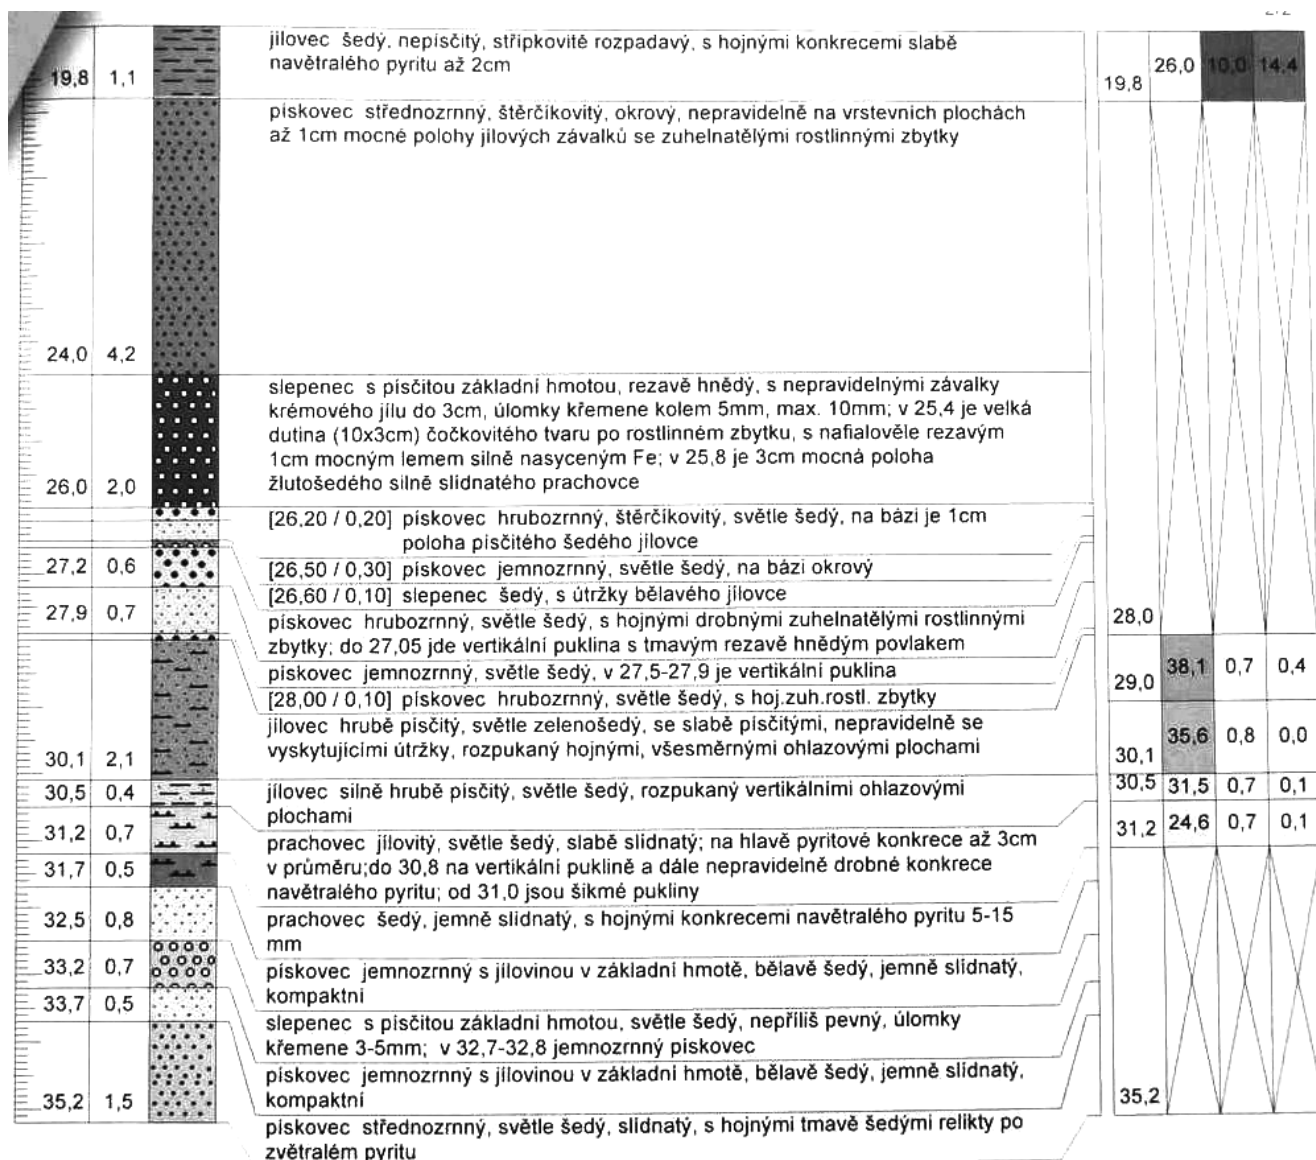 jílovec šedý, nepísčitý, střípkovitě rozpadavý, s hojnými konkrecemi slabě
navětralého pyritu až 2cm
19,8 1,1
19,8 26,0 10,0 14,4
pískovec střednozrnný, štěrčíkovitý, okrový, nepravidelně na vrstevních plochách
až 1cm mocné polohy jílových závalků se zuhelnatělými rostlinnými zbytky
24,0 4,2
slepenec s písčitou základní hmotou, rezavě hnědý, s nepravidelnými závalky
krémového jílu do 3cm, úlomky křemene kolem 5mm, max. 10mm; v 25,4 je velká
dutina (10x3cm) čočkovitého tvaru po rostlinném zbytku, s nafialověle rezavým
1cm mocným lemem silně nasyceným Fe; v 25,8 je 3cm mocná poloha
žlutošedého silně slídnatého prachovce
26,0 2,0
[26,20 / 0,20] pískovec hrubozrnný, štěrčíkovitý, světle šedý, na bázi je 1cm
poloha písčitého šedého jílovce
27,2 0,6
[26,50 / 0,30] pískovec jemnozrnný, světle šedý, na bázi okrový
[26,60 / 0,10] slepenec šedý, s útržky bělavého jílovce
27,9 0,7
pískovec hrubozrnný, světle šedý, s hojnými drobnými zuhelnatělými rostlinnými
zbytky; do 27,05 jde vertikální puklina s tmavým rezavě hnědým povlakem
28,0
pískovec jemnozrnný, světle šedý, v 27,5-27,9 je vertikální puklina
[28,00 / 0,10] pískovec hrubozrnný, světle šedý, s hoj.zuh.rostl. zbytky
29,0 38,1 0,7 0,4
jílovec hrubě písčitý, světle zelenošedý, se slabě písčitými, nepravidelně se
vyskytujícími útržky, rozpukaný hojnými, všesměrnými ohlazovými plochami
30,1 2,1
30,1 35,6 0,8 0,0
30,5 0,4
jílovec silně hrubě písčitý, světle šedý, rozpukaný vertikálními ohlazovými
plochami
30,5 31,5 0,7 0,1
31,2 0,7
31,2 24,6 0,7 0,1
prachovec jílovitý, světle šedý, slabě slídnatý; na hlavě pyritové konkrece až 3cm
v průměru;do 30,8 na vertikální puklině a dále nepravidelně drobné konkrece
navětralého pyritu; od 31,0 jsou šikmé pukliny
31,7 0,5
prachovec šedý, jemně slídnatý, s hojnými konkrecemi navětralého pyritu 5-15
mm
32,5 0,8
pískovec jemnozrnný s jílovinou v základní hmotě, bělavě šedý, jemně slídnatý,
kompaktní
33,2 0,7
slepenec s písčitou základní hmotou, světle šedý, nepříliš pevný, úlomky
křemene 3-5mm; v 32,7-32,8 jemnozrnný pískovec
33,7 0,5
pískovec jemnozrnný s jílovinou v základní hmotě, bělavě šedý, jemně slídnatý,
kompaktní
35,2 1,5
35,2
pískovec střednozrnný, světle šedý, slídnatý, s hojnými tmavě šedými relikty po
zvětralém pyritu